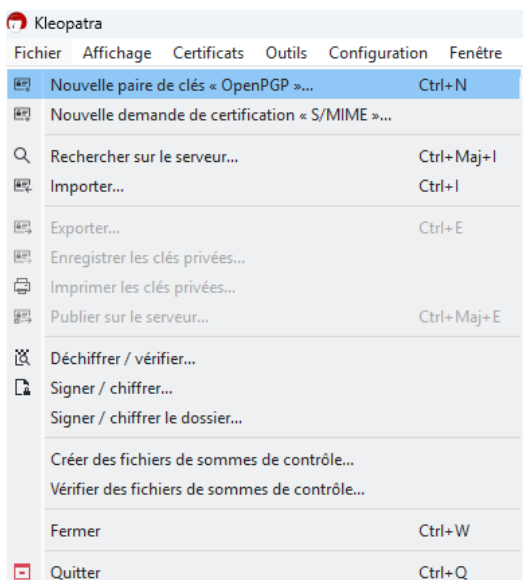 Kleopatra
Fichier Affichage Certificats Outils Configuration Fenêtre
Nouvelle paire de clés « OpenPGP »... Ctrl+N
Nouvelle demande de certification « S/MIME »...
Rechercher sur le serveur... Ctrl+Maj+I
Importer... Ctrl+I
Exporter... Ctrl+E
Enregistrer les clés privées...
Imprimer les clés privées...
Publier sur le serveur... Ctrl+Maj+E
Déchiffrer / vérifier...
Signer / chiffrer...
Signer / chiffrer le dossier...
Créer des fichiers de sommes de contrôle...
Vérifier des fichiers de sommes de contrôle...
Fermer Ctrl+W
Quitter Ctrl+Q